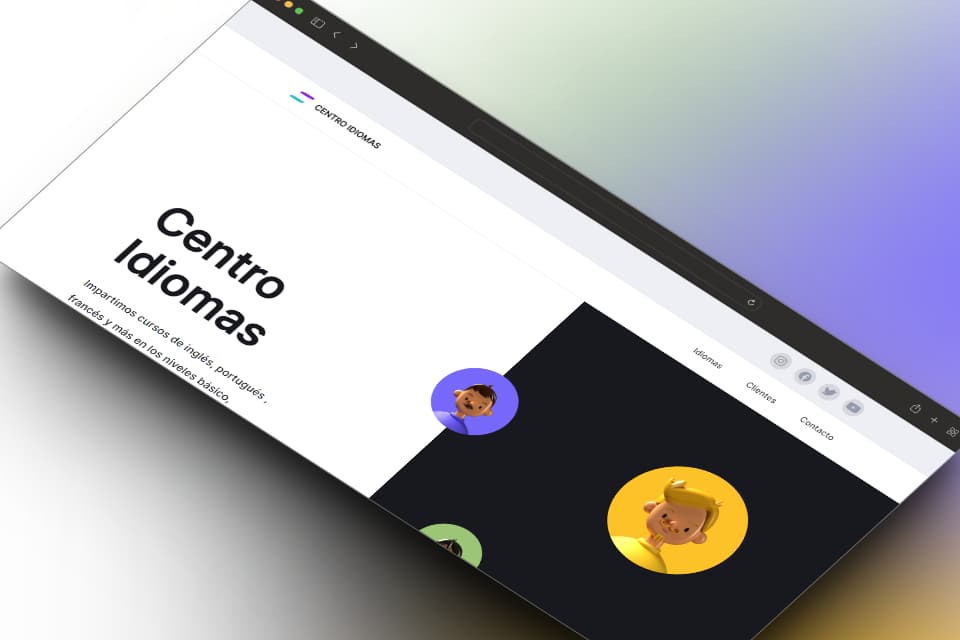 CENTRO IDIOMAS
Idiomas
Clientes
Contacto
Centro
Idiomas
Impartimos cursos de inglés, portugués ,
francés y más en los niveles básico,